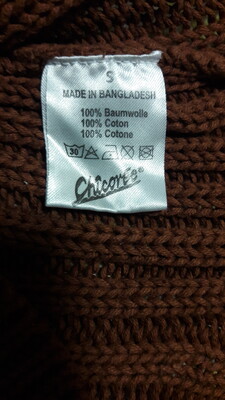 S
MADE IN BANGLADESH
100% Baumwolle
100% Coton
100% Cotone
30
Chicorée®